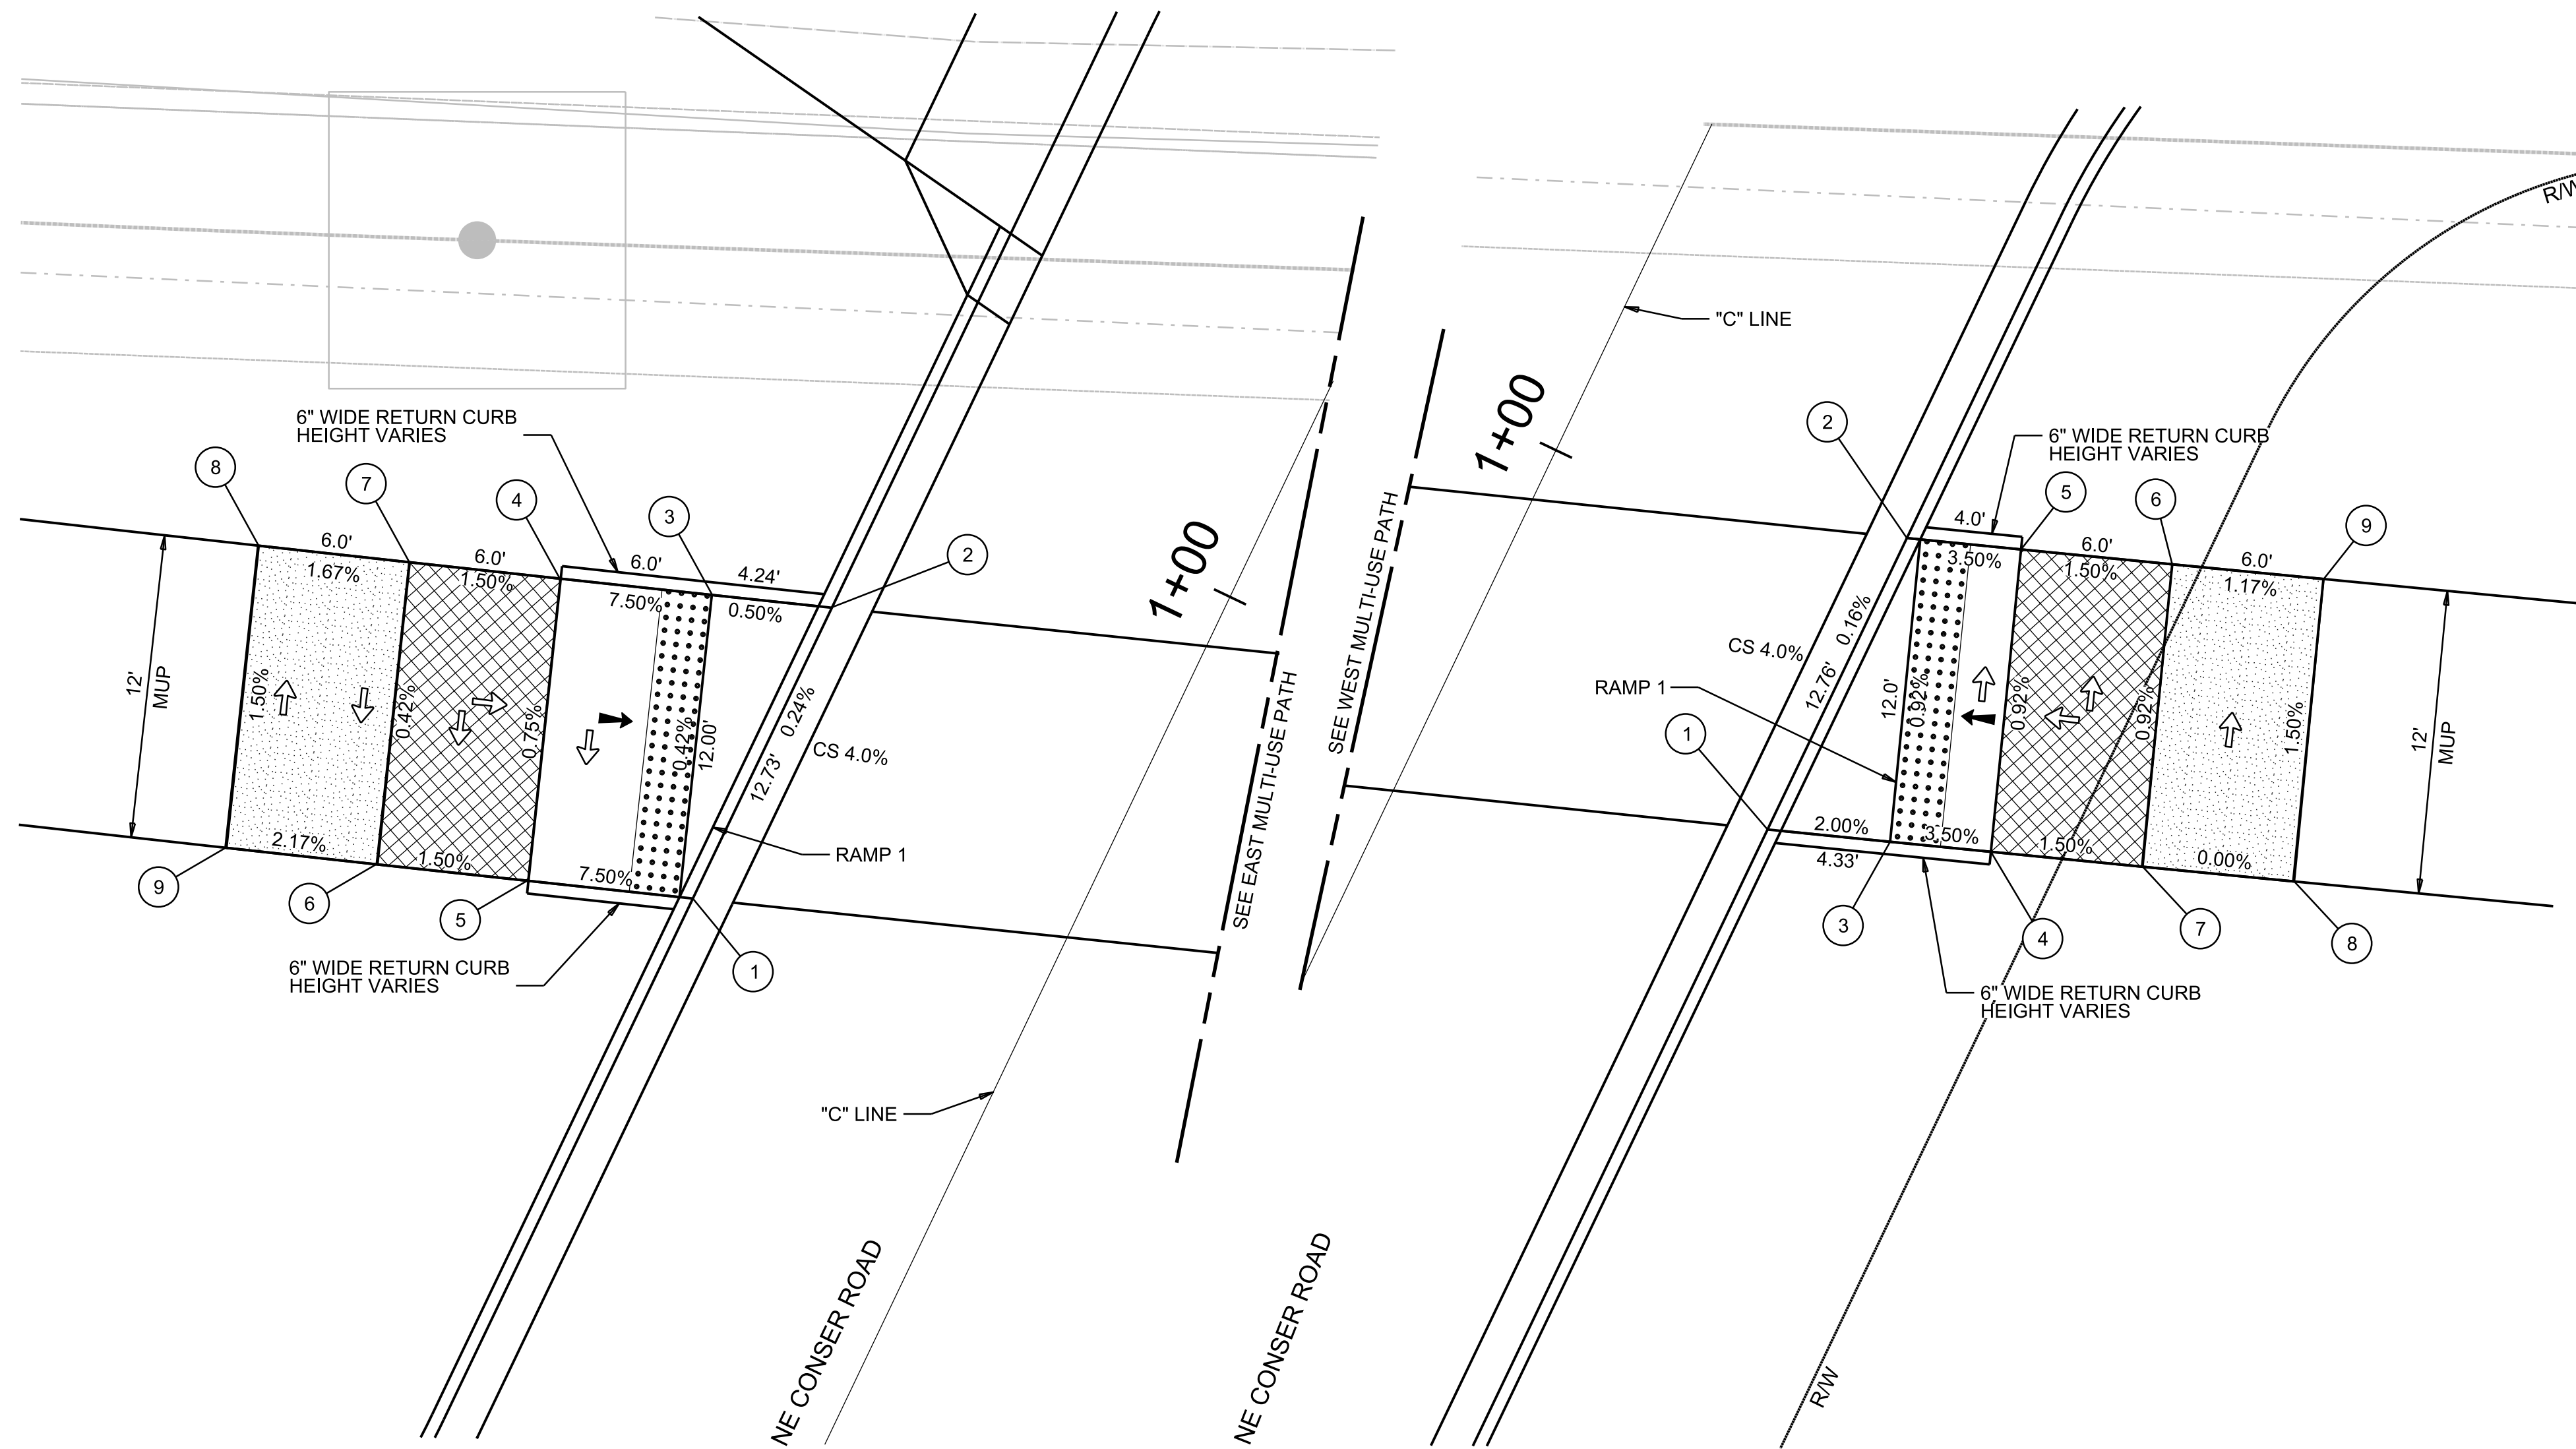 6" WIDE RETURN CURB
HEIGHT VARIES
8
7
4
3
2
6.0'
6.0'
6.0'
4.24'
1.67%
1.50%
7.50%
0.50%
12'
MUP
1.50%
0.42%
0.75%
0.42%
12.00'
12.73'
0.24%
CS 4.0%
2.17%
1.50%
7.50%
RAMP 1
9
6
5
1
6" WIDE RETURN CURB
HEIGHT VARIES
1+00
"C" LINE
NE CONSER ROAD
SEE EAST MULTI-USE PATH
SEE WEST MULTI-USE PATH
NE CONSER ROAD
"C" LINE
1+00
R/W
2
6" WIDE RETURN CURB
HEIGHT VARIES
5
6
9
4.0'
6.0'
6.0'
3.50%
1.50%
1.17%
CS 4.0%
0.16%
12.76'
RAMP 1
1
12.0'
0.92%
0.92%
0.92%
1.50%
12'
MUP
2.00%
3.50%
1.50%
0.00%
4.33'
3
4
7
8
6" WIDE RETURN CURB
HEIGHT VARIES
R/W